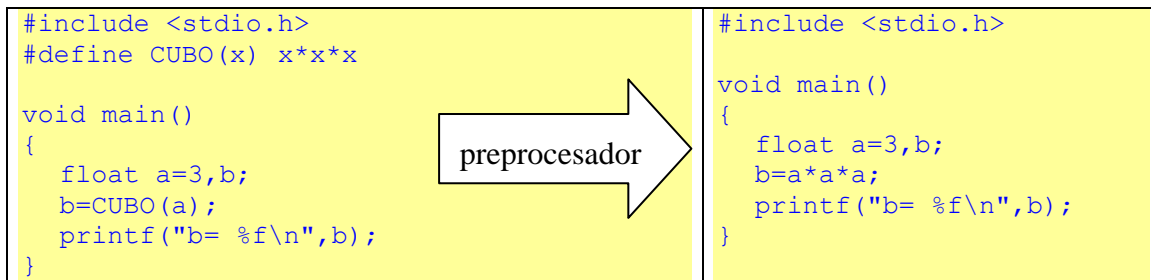 #include <stdio.h>
#define CUBO(x) x*x*x
void main()
{
float a=3,b;
b=CUBO(a);
printf("b= %f\n",b);
}
preprocesador
#include <stdio.h>
void main()
{
float a=3,b;
b=a*a*a;
printf("b= %f\n",b);
}